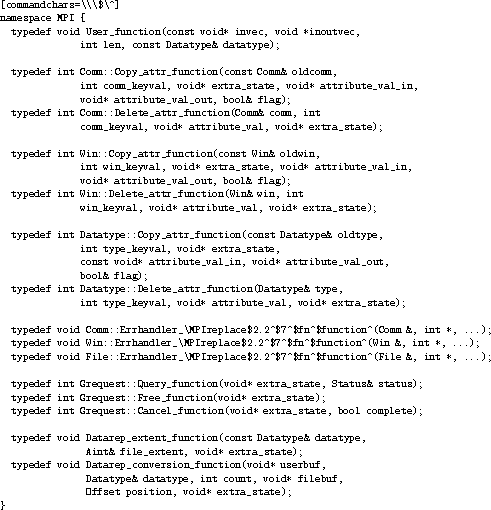 [commandchars=\\\$\^]
namespace MPI {
typedef void User_function(const void* invec, void *inoutvec,
int len, const Datatype& datatype);
typedef int Comm::Copy_attr_function(const Comm& oldcomm,
int comm_keyval, void* extra_state, void* attribute_val_in,
void* attribute_val_out, bool& flag);
typedef int Comm::Delete_attr_function(Comm& comm, int
comm_keyval, void* attribute_val, void* extra_state);
typedef int Win::Copy_attr_function(const Win& oldwin,
int win_keyval, void* extra_state, void* attribute_val_in,
void* attribute_val_out, bool& flag);
typedef int Win::Delete_attr_function(Win& win, int
win_keyval, void* attribute_val, void* extra_state);
typedef int Datatype::Copy_attr_function(const Datatype& oldtype,
int type_keyval, void* extra_state,
const void* attribute_val_in, void* attribute_val_out,
bool& flag);
typedef int Datatype::Delete_attr_function(Datatype& type,
int type_keyval, void* attribute_val, void* extra_state);
typedef void Comm::Errhandler_\MPIreplace$2.2^$7^$fn^$function^(Comm &, int *, ...);
typedef void Win::Errhandler_\MPIreplace$2.2^$7^$fn^$function^(Win &, int *, ...);
typedef void File::Errhandler_\MPIreplace$2.2^$7^$fn^$function^(File &, int *, ...);
typedef int Grequest::Query_function(void* extra_state, Status& status);
typedef int Grequest::Free_function(void* extra_state);
typedef int Grequest::Cancel_function(void* extra_state, bool complete);
typedef void Datarep_extent_function(const Datatype& datatype,
Aint& file_extent, void* extra_state);
typedef void Datarep_conversion_function(void* userbuf,
Datatype& datatype, int count, void* filebuf,
Offset position, void* extra_state);
}